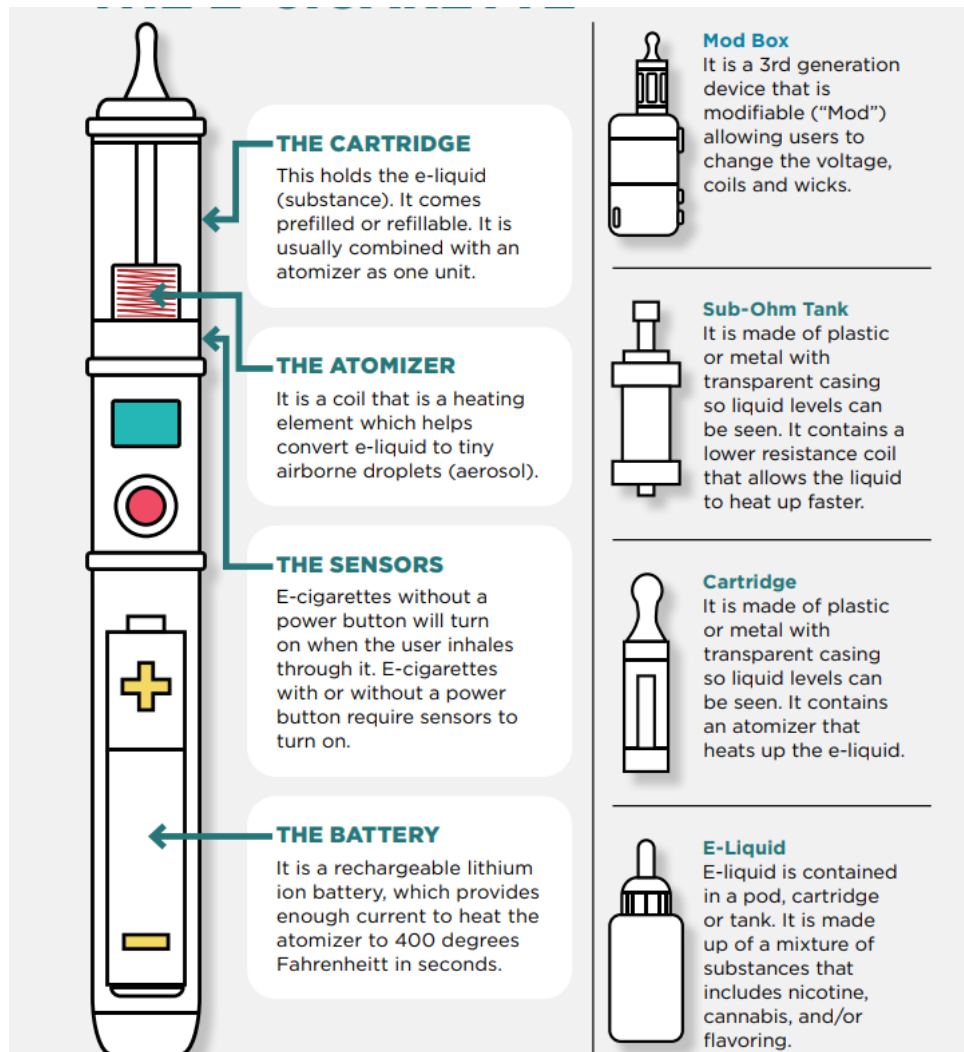 THE CARTRIDGE
This holds the e-liquid
(substance). It comes
prefilled or refillable. It is
usually combined with an
atomizer as one unit.
THE ATOMIZER
It is a coil that is a heating
element which helps
convert e-liquid to tiny
airborne droplets (aerosol).
THE SENSORS
E-cigarettes without a
power button will turn
on when the user inhales
through it. E-cigarettes
with or without a power
button require sensors to
turn on.
THE BATTERY
It is a rechargeable lithium
ion battery, which provides
enough current to heat the
atomizer to 400 degrees
Fahrenheitt in seconds.
Mod Box
It is a 3rd generation
device that is
modifiable (“Mod”)
allowing users to
change the voltage,
coils and wicks.
Sub-Ohm Tank
It is made of plastic
or metal with
transparent casing
so liquid levels can
be seen. It contains a
lower resistance coil
that allows the liquid
to heat up faster.
Cartridge
It is made of plastic
or metal with
transparent casing
so liquid levels can
be seen. It contains
an atomizer that
heats up the e-liquid.
E-Liquid
E-liquid is contained
in a pod, cartridge
or tank. It is made
up of a mixture of
substances that
includes nicotine,
cannabis, and/or
flavoring.